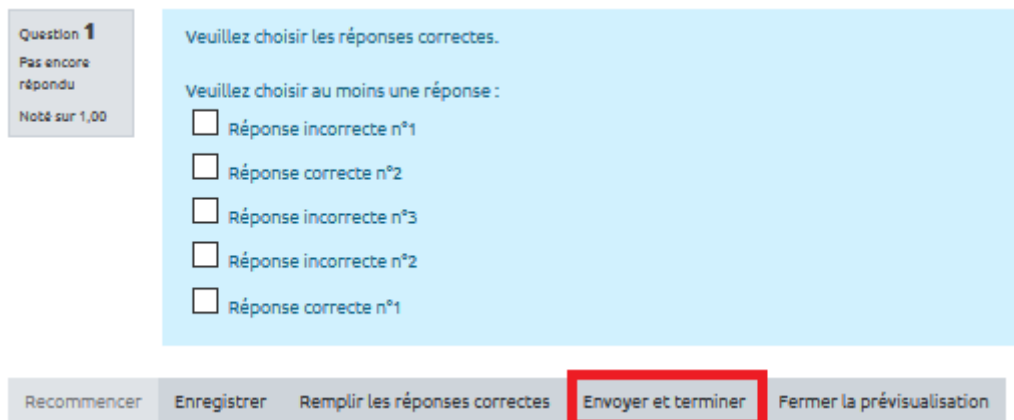 Question 1
Pas encore
répondu
Noté sur 1,00
Veuillez choisir les réponses correctes.
Veuillez choisir au moins une réponse :
Réponse incorrecte n°1
Réponse correcte n°2
Réponse incorrecte n°3
Réponse incorrecte n°2
Réponse correcte n°1
Recommencer Enregistrer Remplir les réponses correctes Envoyer et terminer Fermer la prévisualisation